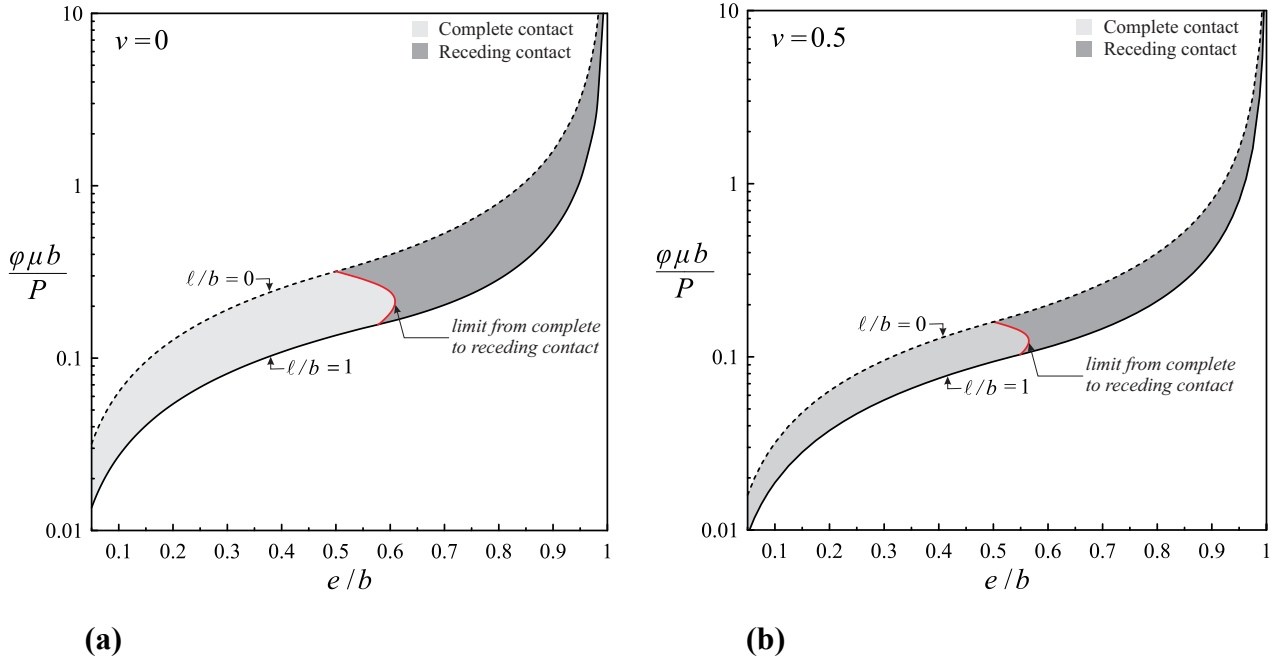 ν = 0
Complete contact
Receding contact
10
1
0.1
0.01
φμb
P
ℓ/b = 0
ℓ/b = 1
limit from complete
to receding contact
0.1 0.2 0.3 0.4 0.5 0.6 0.7 0.8 0.9 1
e/b
(a)
ν = 0.5
Complete contact
Receding contact
10
1
0.1
0.01
φμb
P
ℓ/b = 0
ℓ/b = 1
limit from complete
to receding contact
0.1 0.2 0.3 0.4 0.5 0.6 0.7 0.8 0.9 1
e/b
(b)